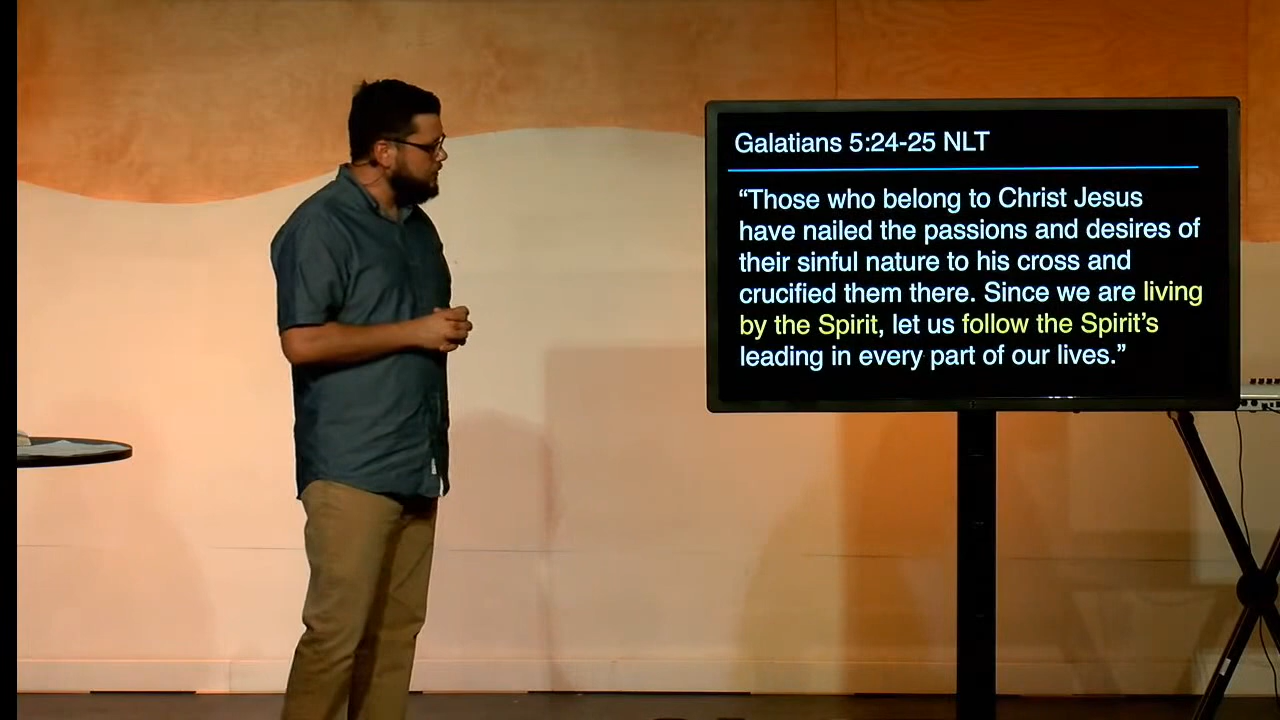 Galatians 5:24-25 NLT
“Those who belong to Christ Jesus
have nailed the passions and desires of
their sinful nature to his cross and
crucified them there. Since we are living
by the Spirit, let us follow the Spirit’s
leading in every part of our lives.”